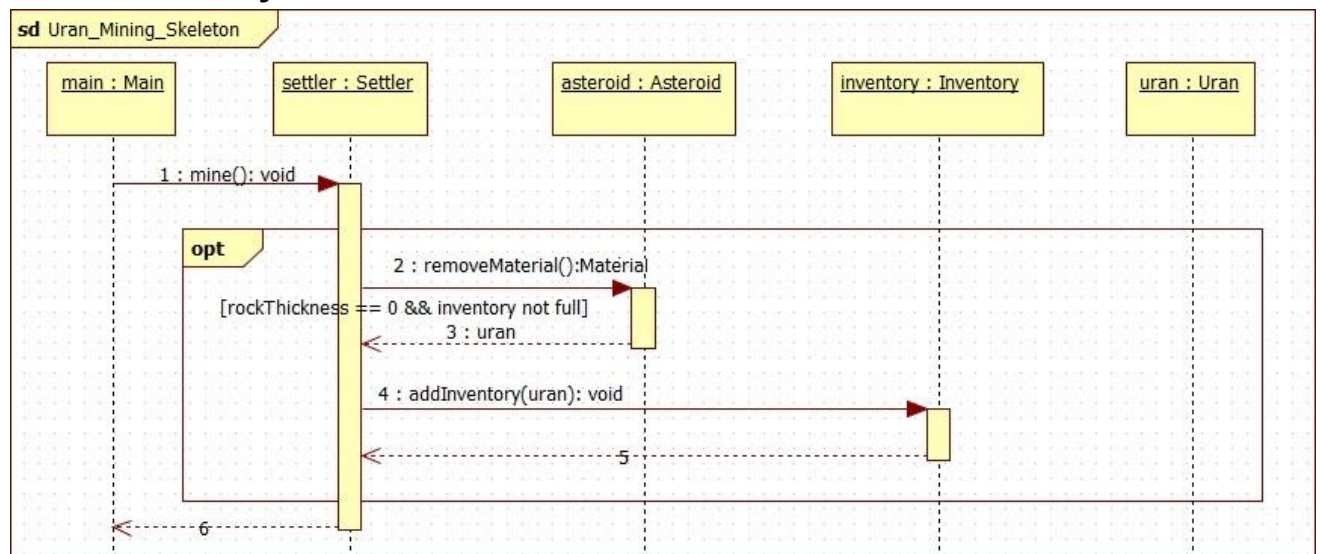 sd Uran_Mining_Skeleton
main : Main
settler : Settler
asteroid : Asteroid
inventory : Inventory
uran : Uran
1 : mine(): void
opt
2 : removeMaterial():Material
[rockThickness == 0 && inventory not full]
3 : uran
4 : addInventory(uran): void
5
6